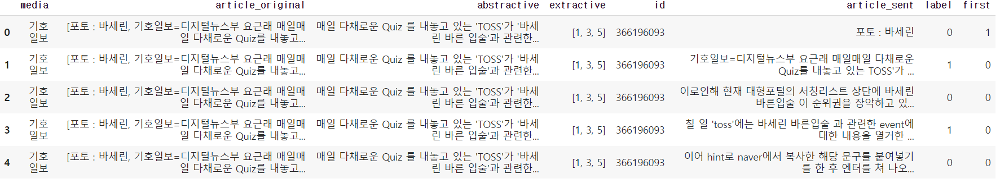 media article_original abstractive extractive id article_sent label first
0 기호일보 [포토 : 바세린, 기호일보=디지털뉴스부 요근래 매일매일 다채로운 Quiz를 내놓고... 매일 다채로운 Quiz 를 내놓고 있는 'TOSS'가 '바세린 바른 입술'과 관련한... [1, 3, 5] 366196093 포토 : 바세린 0 1
1 기호일보 [포토 : 바세린, 기호일보=디지털뉴스부 요근래 매일매일 다채로운 Quiz를 내놓고... 매일 다채로운 Quiz 를 내놓고 있는 'TOSS'가 '바세린 바른 입술'과 관련한... [1, 3, 5] 366196093 기호일보=디지털뉴스부 요근래 매일매일 다채로운 Quiz를 내놓고 있는 TOSS'가 ... 1 0
2 기호일보 [포토 : 바세린, 기호일보=디지털뉴스부 요근래 매일매일 다채로운 Quiz를 내놓고... 매일 다채로운 Quiz 를 내놓고 있는 'TOSS'가 '바세린 바른 입술'과 관련한... [1, 3, 5] 366196093 이로인해 현재 대형포털의 서칭리스트 상단에 바세린 바른입술 이 순위권을 장악하고 있... 0 0
3 기호일보 [포토 : 바세린, 기호일보=디지털뉴스부 요근래 매일매일 다채로운 Quiz를 내놓고... 매일 다채로운 Quiz 를 내놓고 있는 'TOSS'가 '바세린 바른 입술'과 관련한... [1, 3, 5] 366196093 칠 일 'toss'에는 바세린 바른입술 과 관련한 event에 대한 내용을 열거한 ... 1 0
4 기호일보 [포토 : 바세린, 기호일보=디지털뉴스부 요근래 매일매일 다채로운 Quiz를 내놓고... 매일 다채로운 Quiz 를 내놓고 있는 'TOSS'가 '바세린 바른 입술'과 관련한... [1, 3, 5] 366196093 이어 hint로 naver에서 복사한 해당 문구를 붙여넣기를 한 후 엔터를 쳐 나오... 0 0